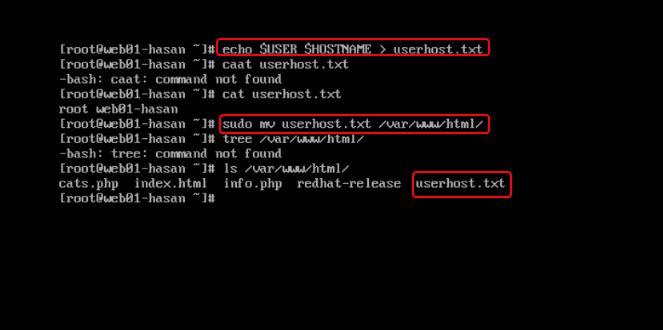 [root@web01-hasan ~]# echo $USER $HOSTNAME > userhost.txt
[root@web01-hasan ~]# caat userhost.txt
-bash: caat: command not found
[root@web01-hasan ~]# cat userhost.txt
root web01-hasan
[root@web01-hasan ~]# sudo mv userhost.txt /var/www/html/
[root@web01-hasan ~]# tree /var/www/html/
-bash: tree: command not found
[root@web01-hasan ~]# ls /var/www/html/
cats.php  index.html  info.php  redhat-release  userhost.txt
[root@web01-hasan ~]#